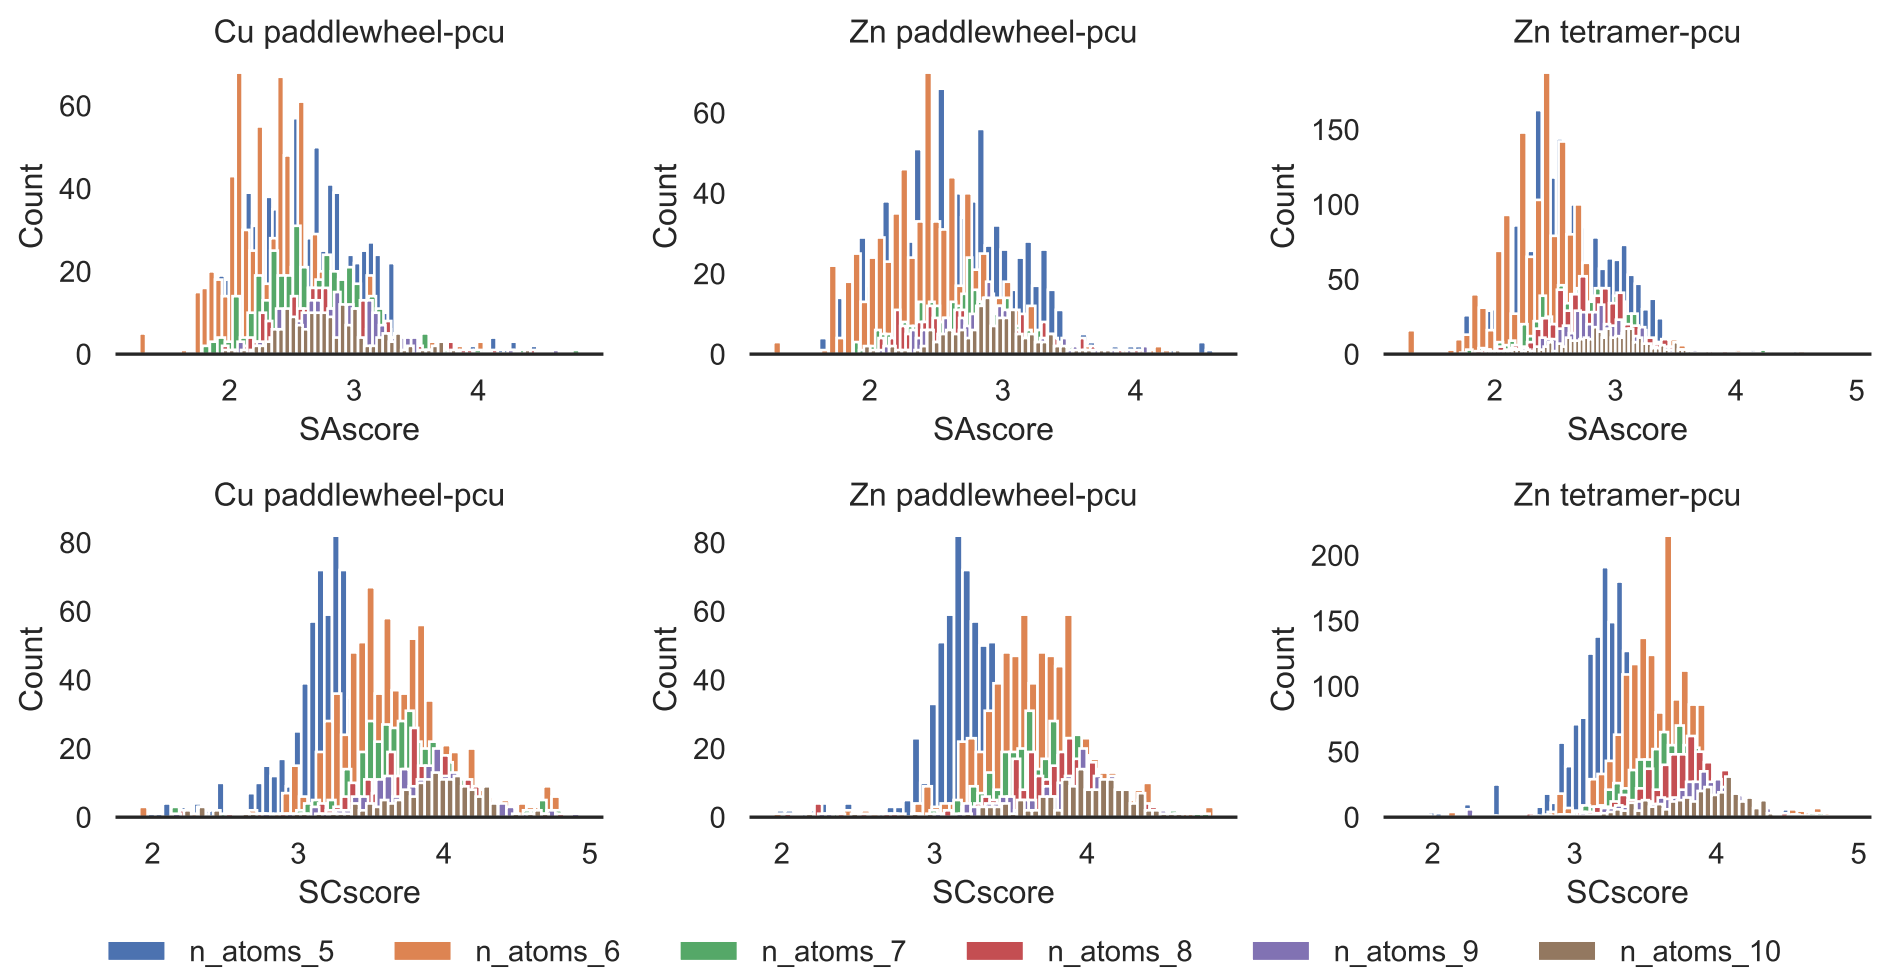 Cu paddlewheel-pcu
Zn paddlewheel-pcu
Zn tetramer-pcu
Count
60
40
20
0
2 3 4
SAscore
Count
60
40
20
0
2 3 4
SAscore
Count
150
100
50
0
2 3 4 5
SAscore
Cu paddlewheel-pcu
Zn paddlewheel-pcu
Zn tetramer-pcu
Count
80
60
40
20
0
2 3 4 5
SCscore
Count
80
60
40
20
0
2 3 4
SCscore
Count
200
150
100
50
0
2 3 4 5
SCscore
n_atoms_5 n_atoms_6 n_atoms_7 n_atoms_8 n_atoms_9 n_atoms_10